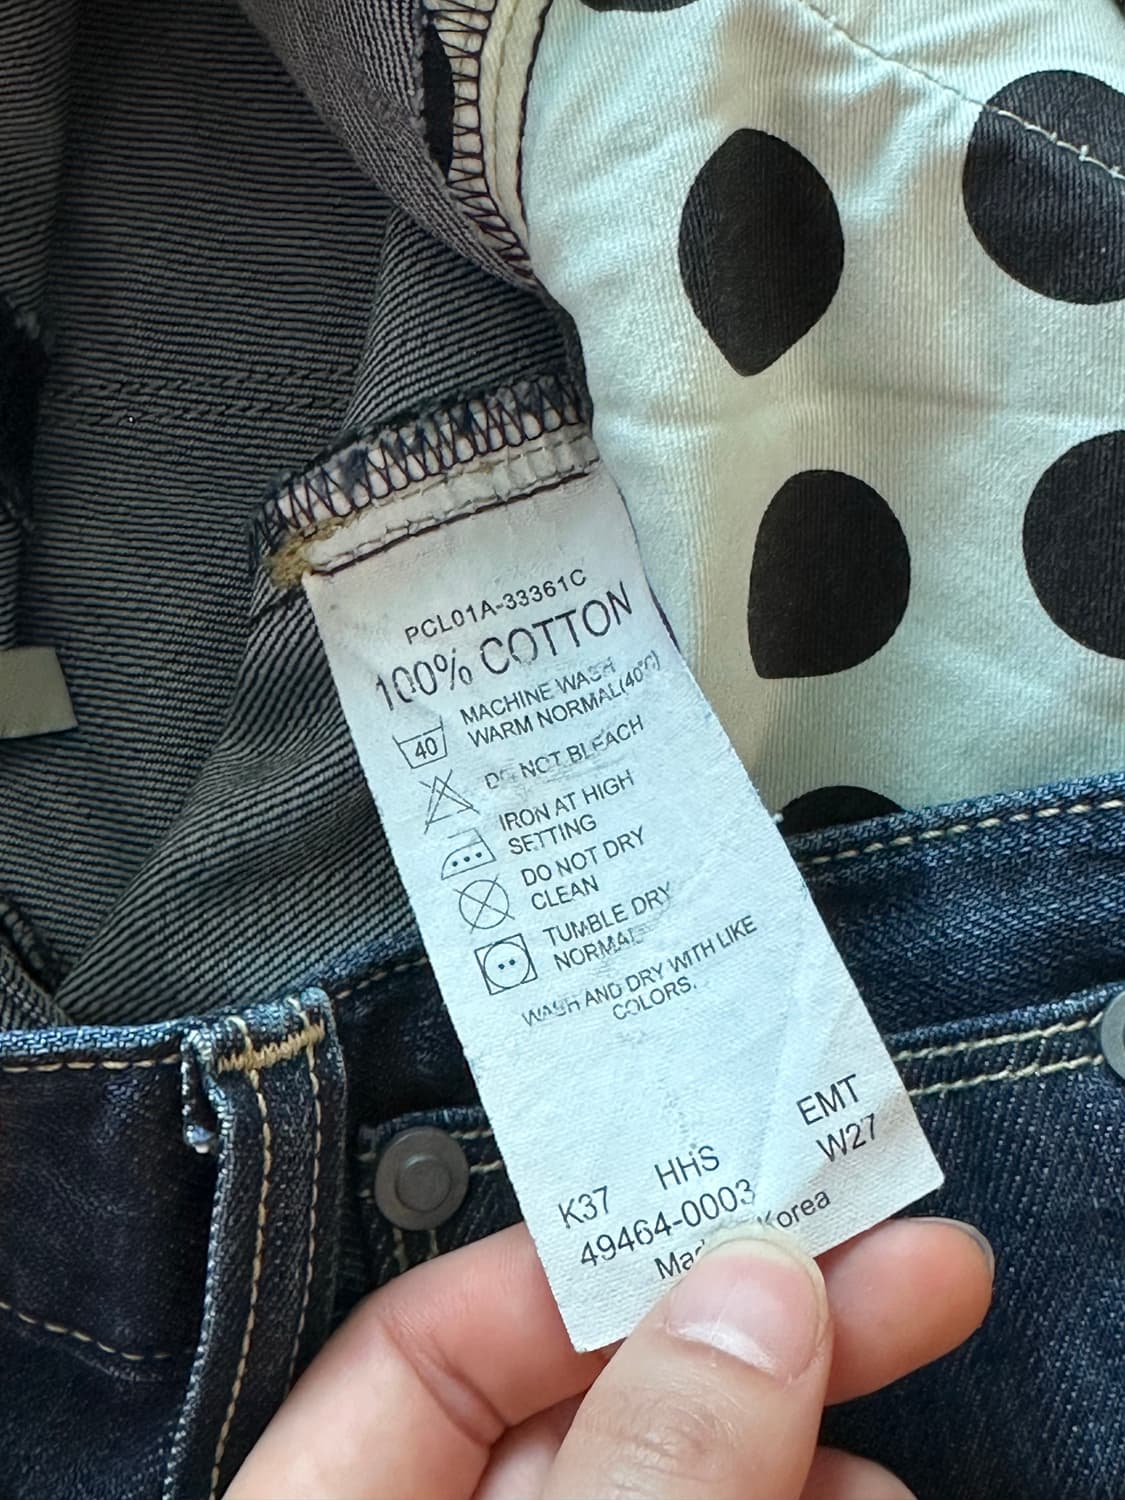 PCL01A-33361C
100% COTTON
40
MACHINE WASH
WARM NORMAL(40°C)
DO NOT BLEACH
IRON AT HIGH
SETTING
DO NOT DRY
CLEAN
TUMBLE DRY
NORMAL
WASH AND DRY WITH LIKE
COLORS.
EMT
W27
K37 HHS
49464-0003
Korea